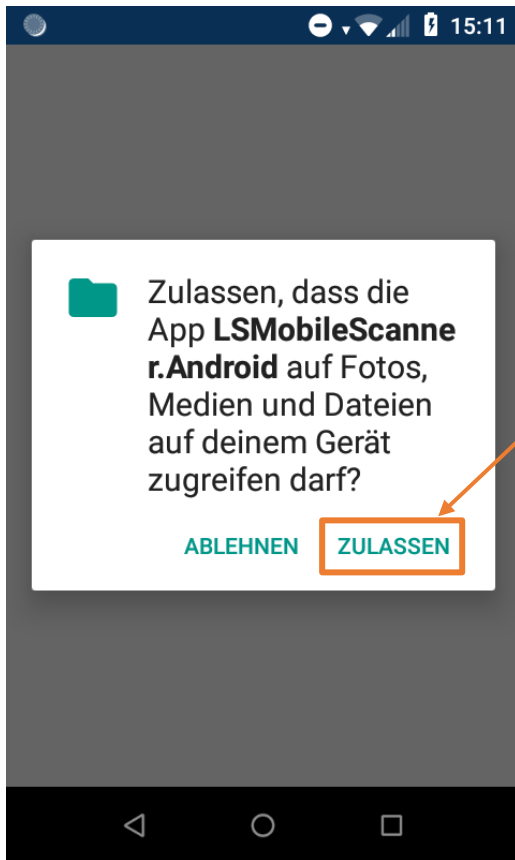 15:11
Zulassen, dass die
App LSMobileScanne
r.Android auf Fotos,
Medien und Dateien
auf deinem Gerät
zugreifen darf?
ABLEHNEN ZULASSEN